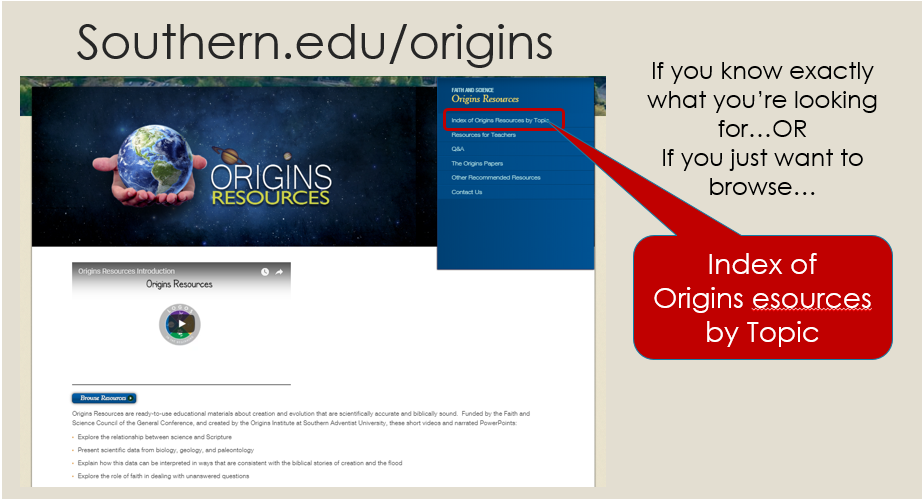 Southern.edu/origins
If you know exactly
what you’re looking
for…OR
If you just want to
browse…
FAITH AND SCIENCE
Origins Resources
Index of Origins Resources by Topic
Resources for Teachers
Q&A
The Origins Papers
Other Recommended Resources
Contact Us
ORIGINS
RESOURCES
Index of
Origins esources
by Topic
Origins Resources Introduction
Origins Resources
Browse Resources
Origins Resources are ready-to-use educational materials about creation and evolution that are scientifically accurate and biblically sound. Funded by the Faith and
Science Council of the General Conference, and created by the Origins Institute at Southern Adventist University, these short videos and narrated PowerPoints:
• Explore the relationship between science and Scripture
• Present scientific data from biology, geology, and paleontology
• Explain how this data can be interpreted in ways that are consistent with the biblical stories of creation and the flood
• Explore the role of faith in dealing with unanswered questions